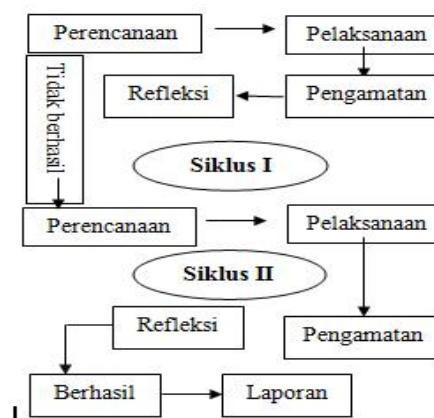 Perencanaan
Pelaksanaan
Tidak berhasil
Refleksi
Pengamatan
Siklus I
Perencanaan
Pelaksanaan
Siklus II
Refleksi
Pengamatan
Berhasil
Laporan